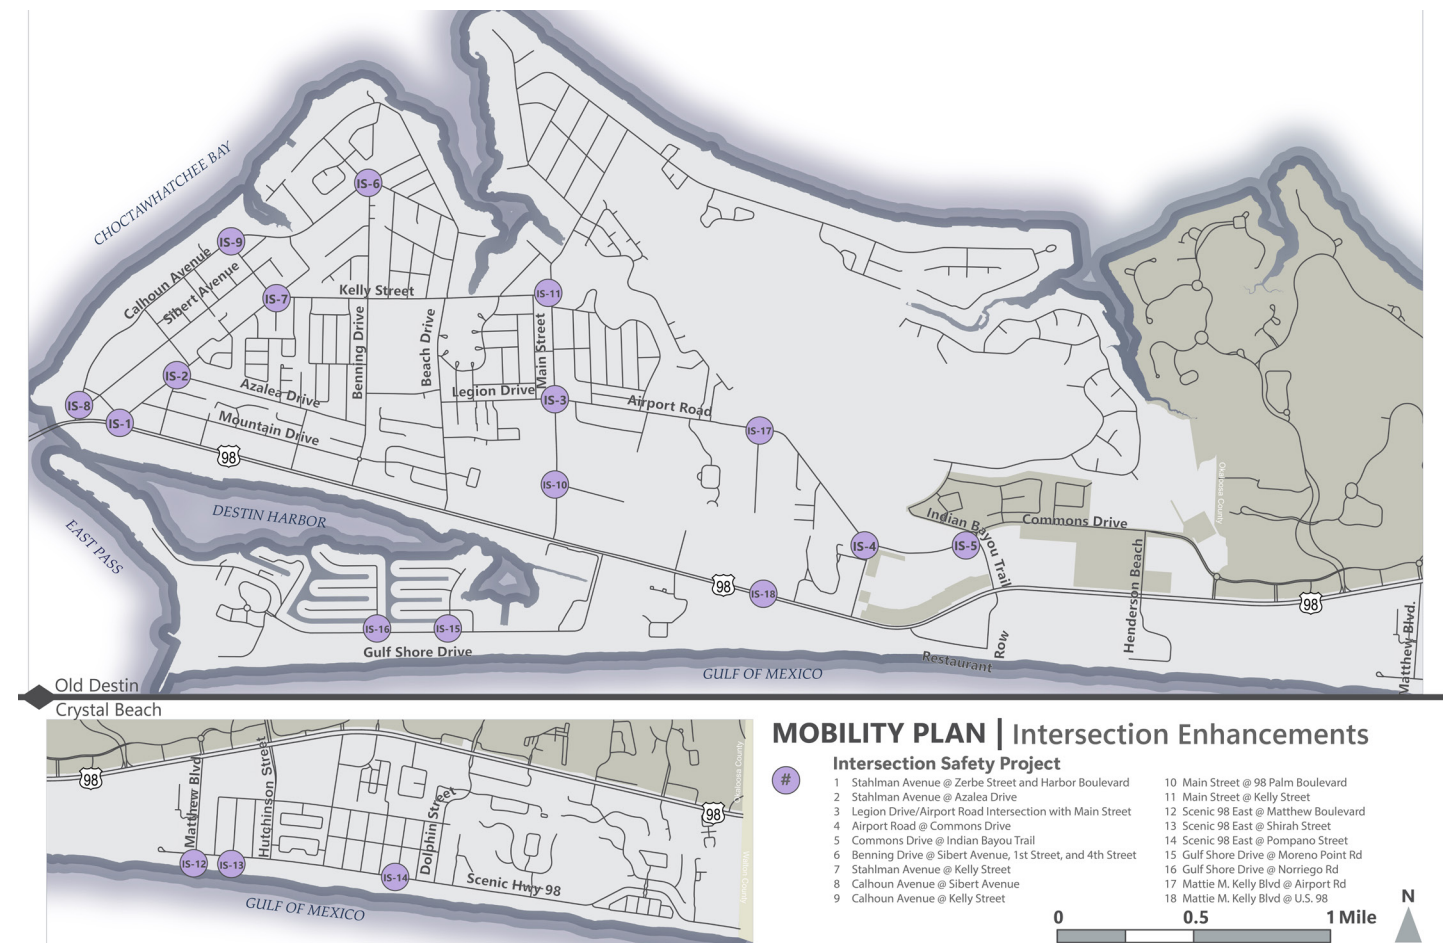 CHOCTAWHATCHEE BAY
IS-6
IS-9
Calhoun Avenue
Sibert Avenue
IS-7
Kelly Street
IS-11
Benning Drive
Beach Drive
Main Street
IS-2
Azalea Drive
Legion Drive
IS-3
Airport Road
IS-8
IS-1
Mountain Drive
IS-17
98
IS-10
Okaloosa County
DESTIN HARBOR
EAST PASS
Indian Bayou Trail
Commons Drive
IS-4
IS-5
Henderson Beach
98
IS-18
98
IS-16
IS-15
Gulf Shore Drive
Restaurant Row
Matthew Blvd.
GULF OF MEXICO
Old Destin
Crystal Beach
98
Matthew Blvd
Hutchinson Street
Dolphin Street
98
Okaloosa County
Walton County
IS-12
IS-13
IS-14
Scenic Hwy 98
GULF OF MEXICO
MOBILITY PLAN | Intersection Enhancements
# Intersection Safety Project
1 Stahlman Avenue @ Zerbe Street and Harbor Boulevard
2 Stahlman Avenue @ Azalea Drive
3 Legion Drive/Airport Road Intersection with Main Street
4 Airport Road @ Commons Drive
5 Commons Drive @ Indian Bayou Trail
6 Benning Drive @ Sibert Avenue, 1st Street, and 4th Street
7 Stahlman Avenue @ Kelly Street
8 Calhoun Avenue @ Sibert Avenue
9 Calhoun Avenue @ Kelly Street
10 Main Street @ 98 Palm Boulevard
11 Main Street @ Kelly Street
12 Scenic 98 East @ Matthew Boulevard
13 Scenic 98 East @ Shirah Street
14 Scenic 98 East @ Pompano Street
15 Gulf Shore Drive @ Moreno Point Rd
16 Gulf Shore Drive @ Norriego Rd
17 Mattie M. Kelly Blvd @ Airport Rd
18 Mattie M. Kelly Blvd @ U.S. 98
0 0.5 1 Mile
N